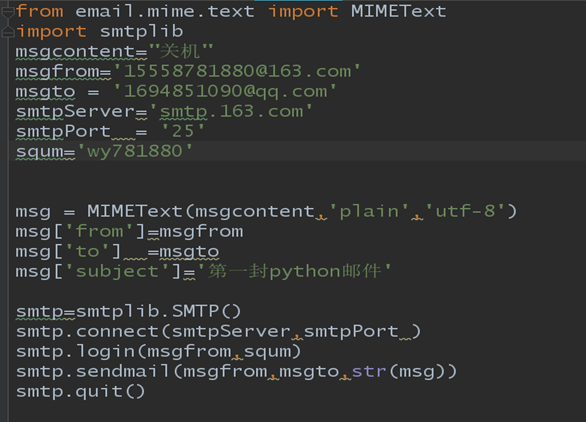 from email.mime.text import MIMEText
import smtplib
msgcontent="关机"
msgfrom='15558781880@163.com'
msgto = '1694851090@qq.com'
smtpServer='smtp.163.com'
smtpPort  = '25'
squm='wy781880'
msg = MIMEText(msgcontent,'plain','utf-8')
msg['from']=msgfrom
msg['to']  =msgto
msg['subject']='第一封python邮件'
smtp=smtplib.SMTP()
smtp.connect(smtpServer,smtpPort )
smtp.login(msgfrom,squm)
smtp.sendmail(msgfrom,msgto,str(msg))
smtp.quit()